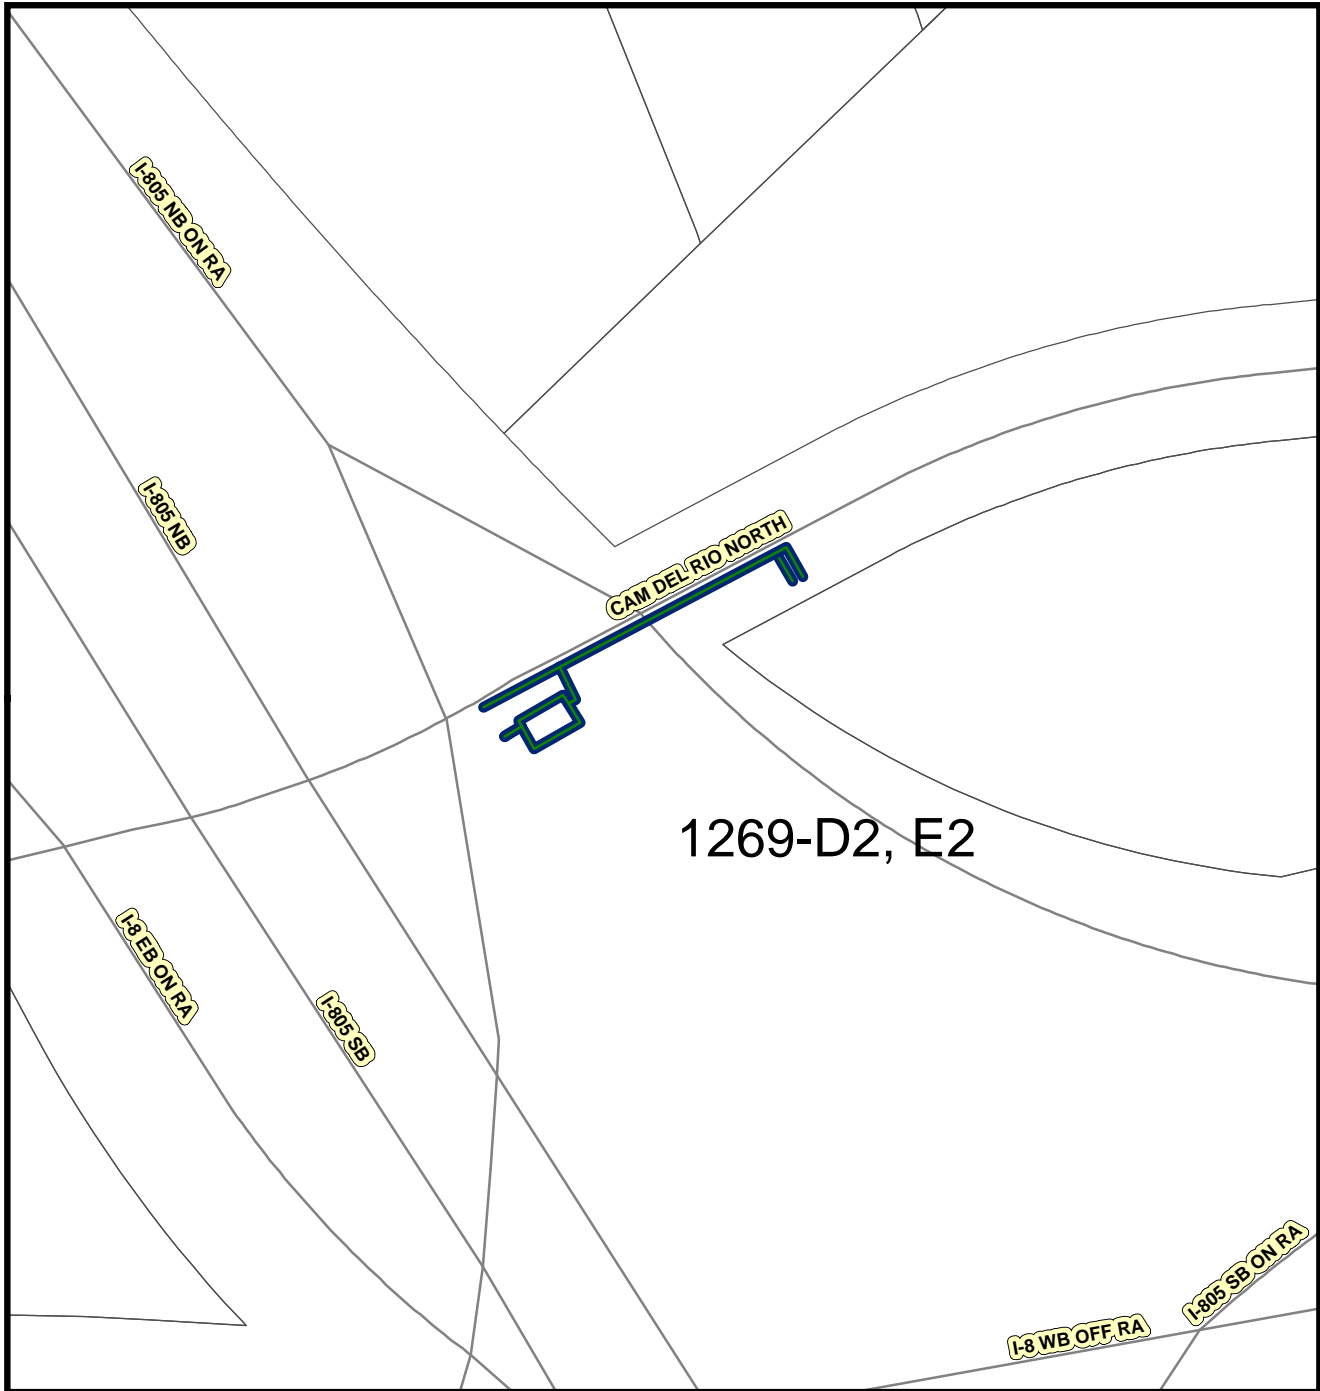 I-805 NB ON RA
I-805 NB
CAM DEL RIO NORTH
1269-D2, E2
I-8 EB ON RA
I-805 SB
I-805 SB ON RA
I-8 WB OFF RA